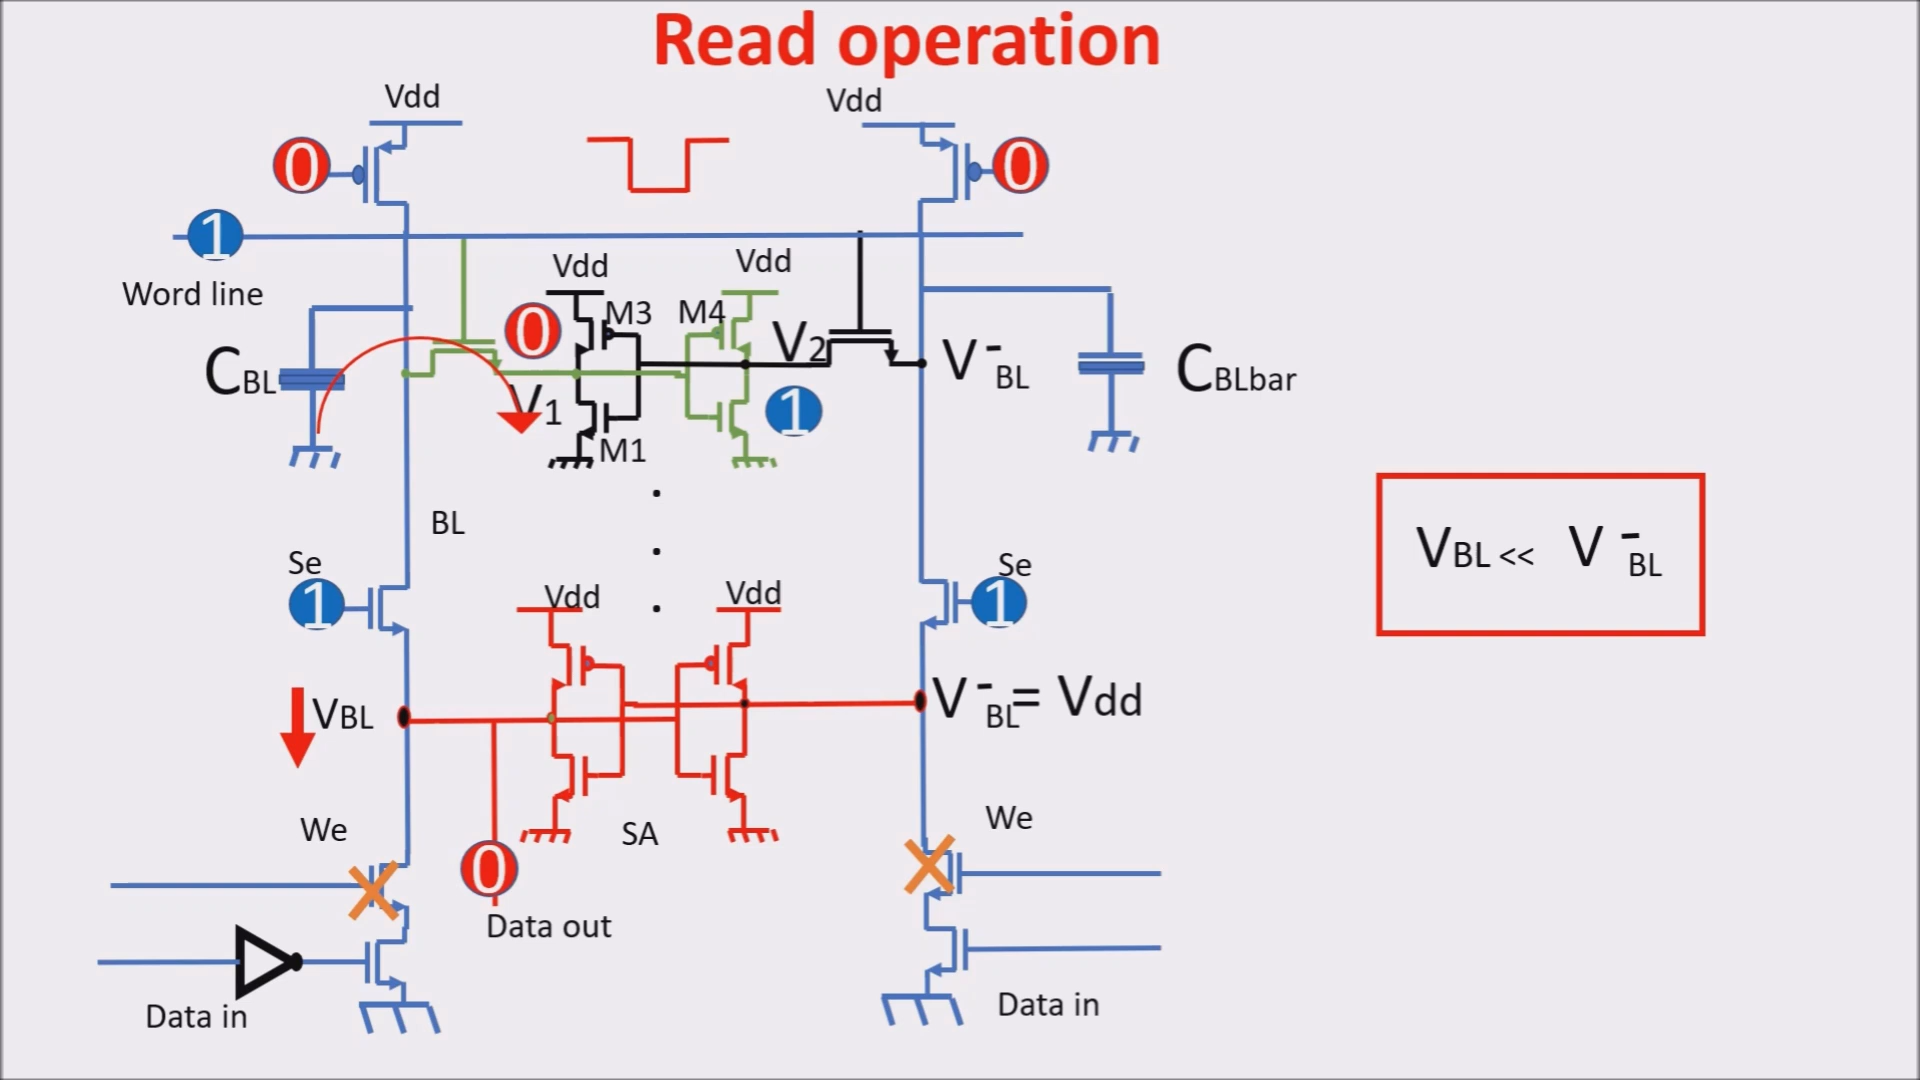 Read operation
Vdd
Vdd
0
0
1
Word line
Vdd
Vdd
0
M3
M4
V2
V-BL
CBL
CBLbar
V1
1
M1
BL
.
.
.
Se
Se
1
1
VBL << V-BL
Vdd
Vdd
VBL
V-BL= Vdd
We
SA
We
0
Data out
Data in
Data in